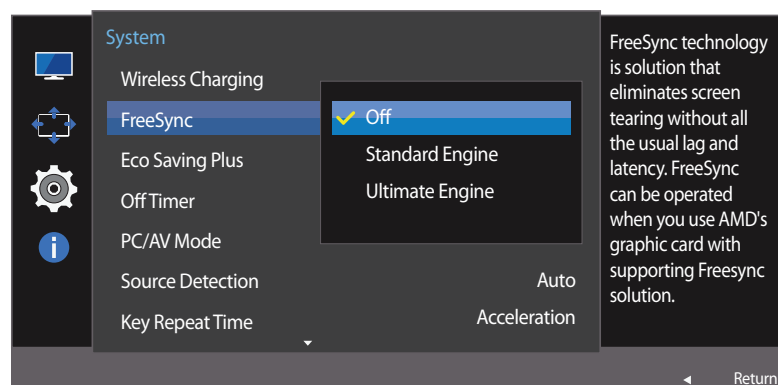 System
Wireless Charging
FreeSync
Eco Saving Plus
Off Timer
PC/AV Mode
Source Detection
Key Repeat Time
Off
Standard Engine
Ultimate Engine
Auto
Acceleration
FreeSync technology
is solution that
eliminates screen
tearing without all
the usual lag and
latency. FreeSync
can be operated
when you use AMD's
graphic card with
supporting Freesync
solution.
Return